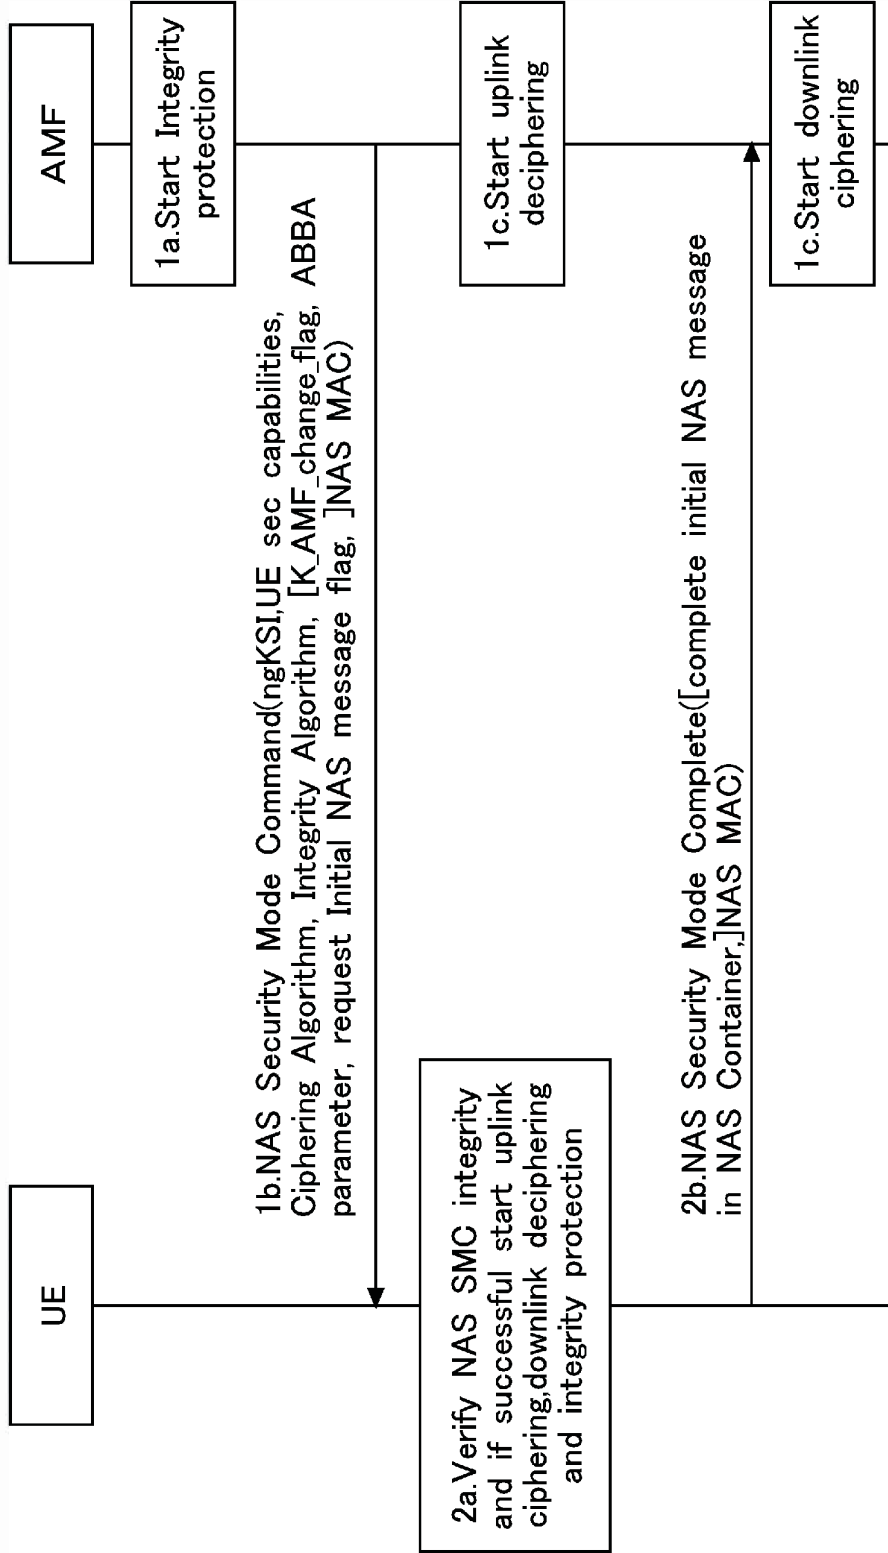 UE
AMF
1a.Start Integrity
protection
1b.NAS Security Mode Command(ngKSI,UE sec capabilities,
Ciphering Algorithm, Integrity Algorithm, [K_AMF_change_flag, ABBA
parameter, request Initial NAS message flag, ]NAS MAC)
1c.Start uplink
deciphering
2a.Verify NAS SMC integrity
and if successful start uplink
ciphering,downlink deciphering
and integrity protection
2b.NAS Security Mode Complete([complete initial NAS message
in NAS Container,]NAS MAC)
1c.Start downlink
ciphering